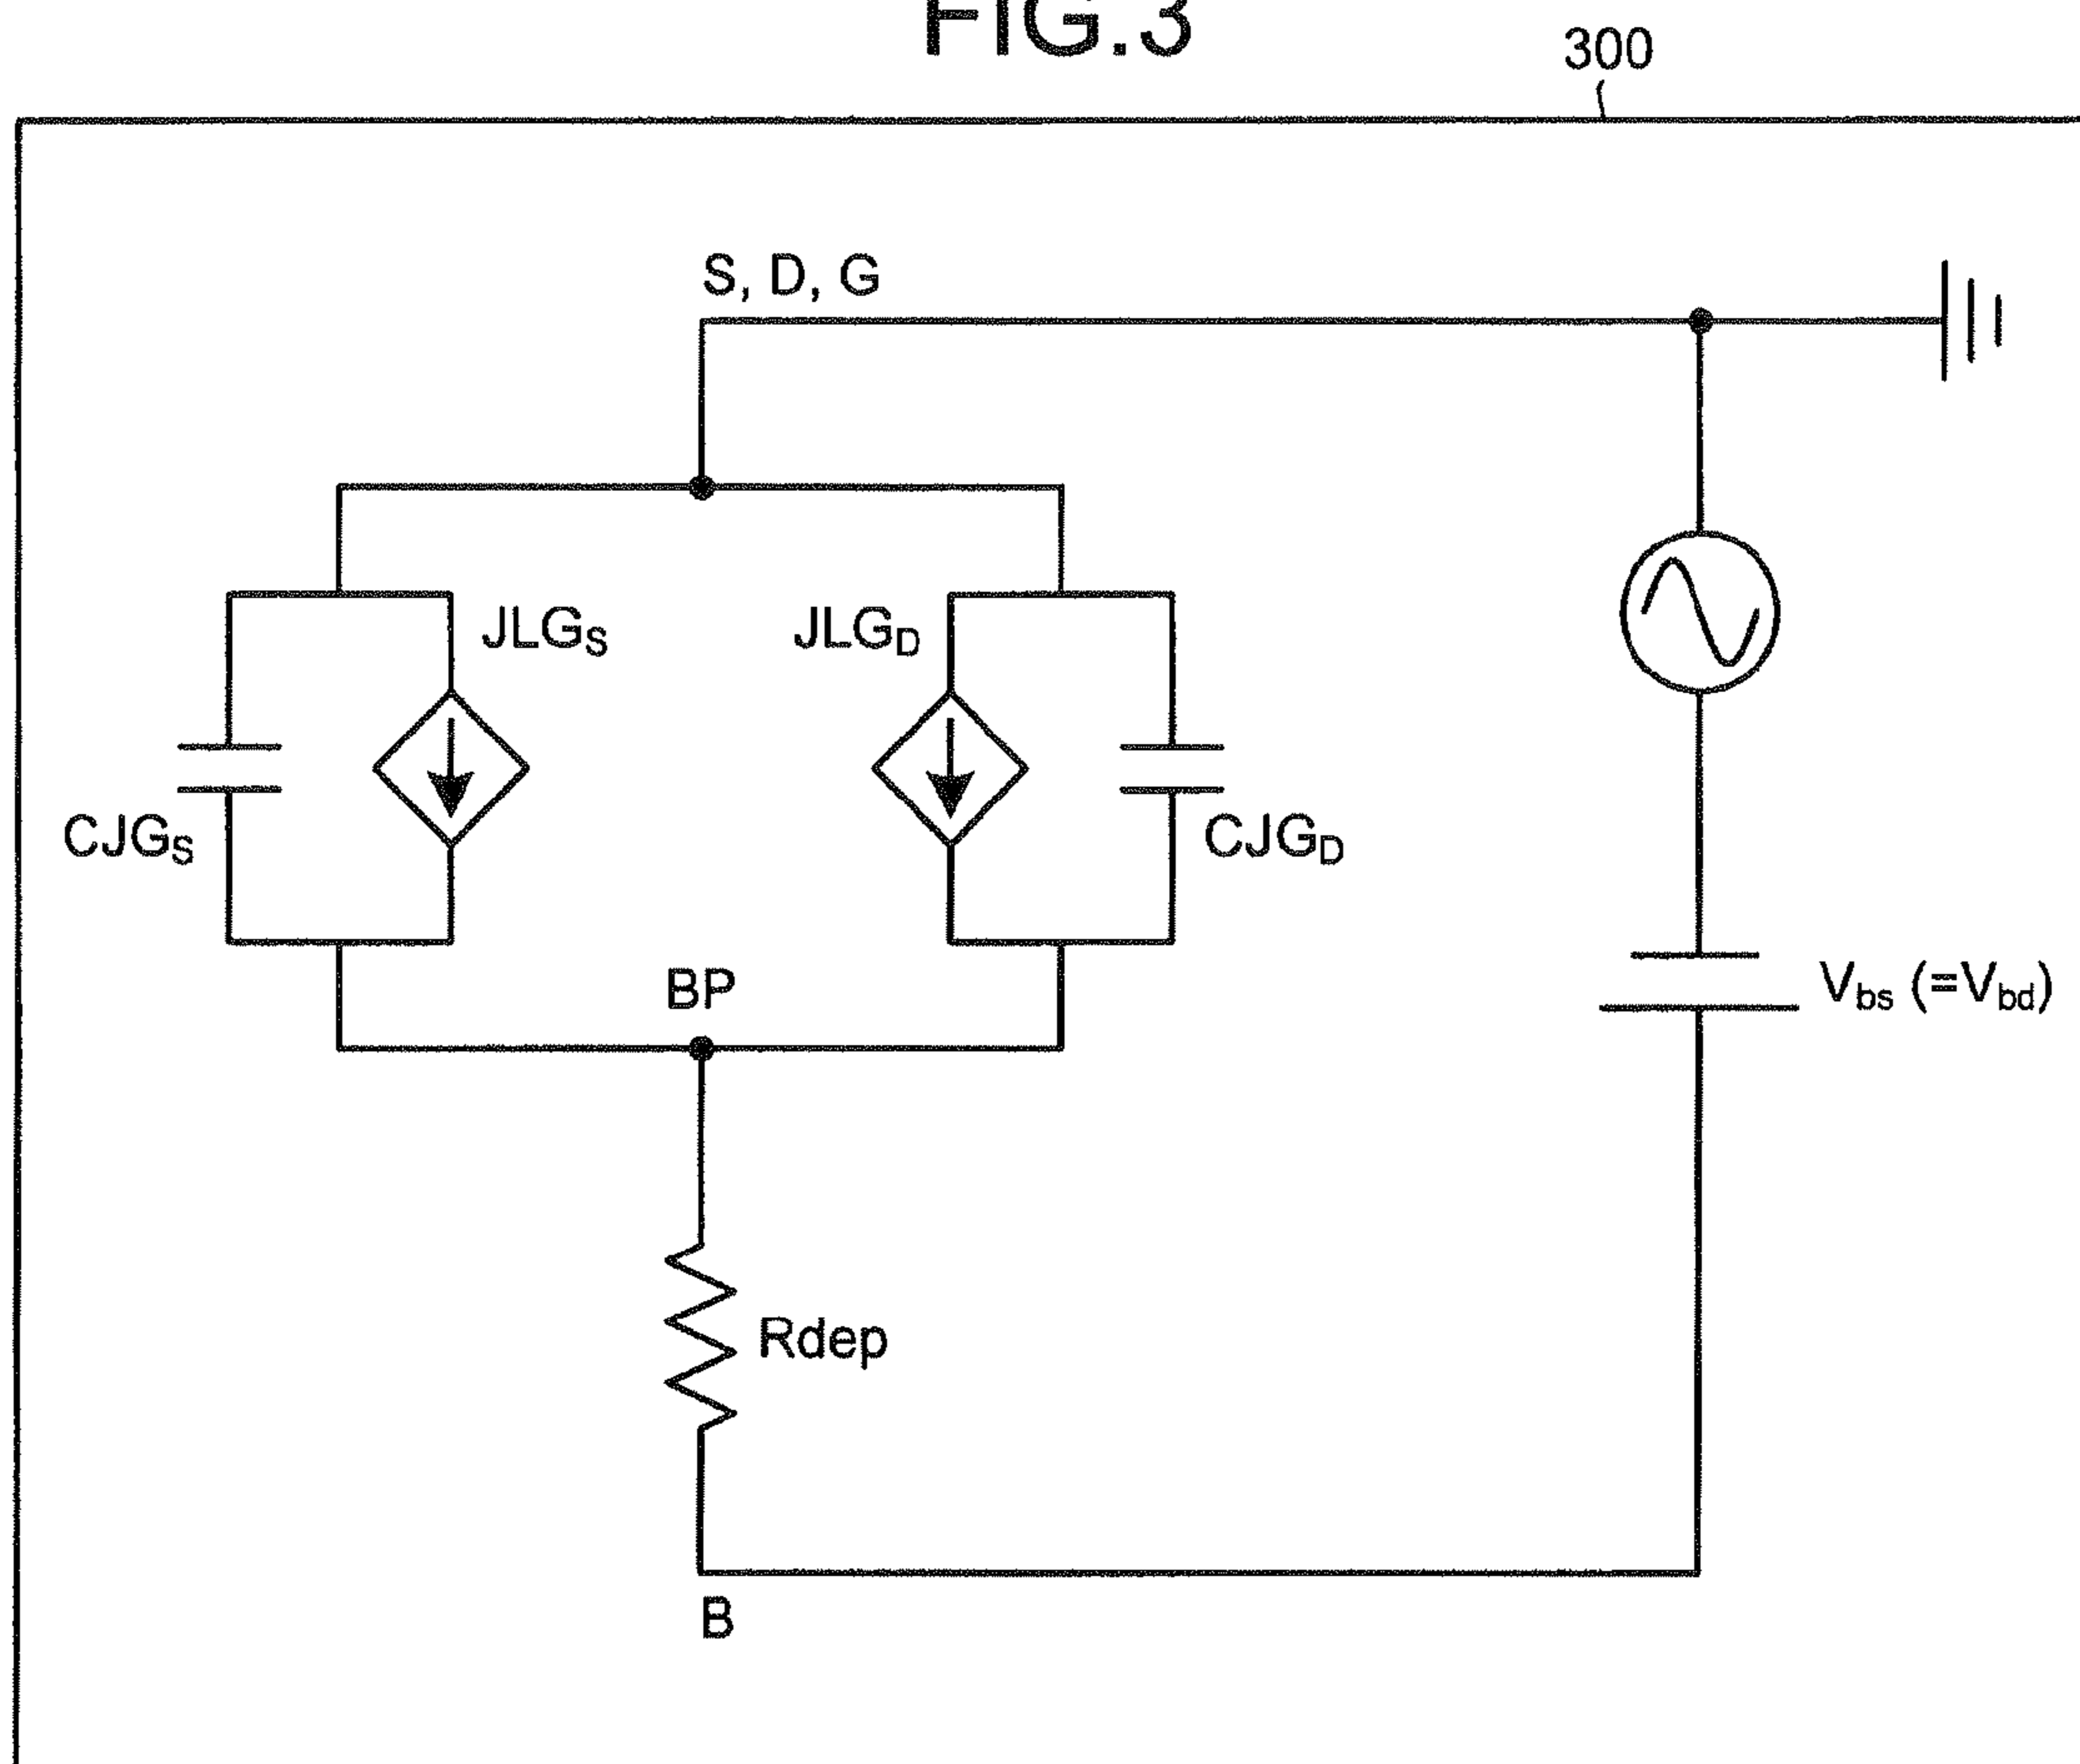 FIG.3
300
S, D, G
JLGS
JLGD
CJGS
CJGD
BP
Vbs (=Vbd)
Rdep
B